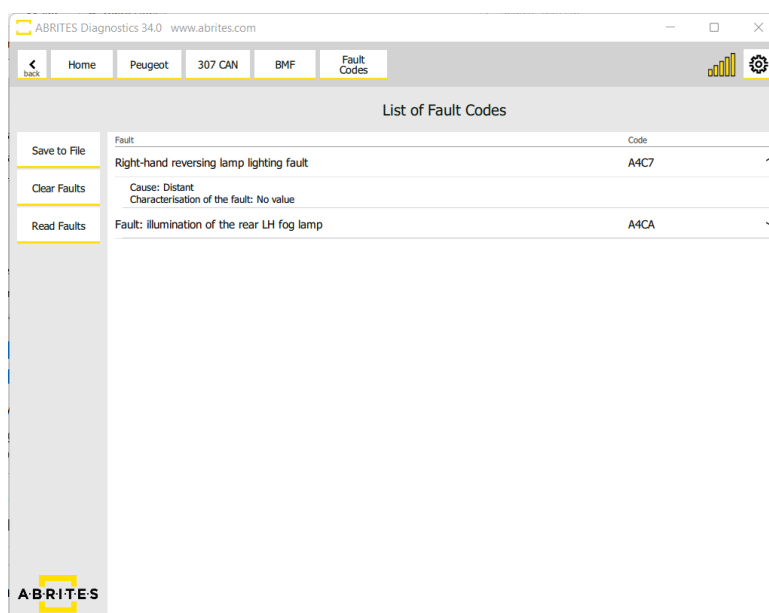 ABRITES Diagnostics 34.0 www.abrites.com
back
Home
Peugeot
307 CAN
BMF
Fault
Codes
List of Fault Codes
Save to File
Clear Faults
Read Faults
Fault Code
Right-hand reversing lamp lighting fault A4C7
Cause: Distant
Characterisation of the fault: No value
Fault: illumination of the rear LH fog lamp A4CA
A·B·R·I·T·E·S